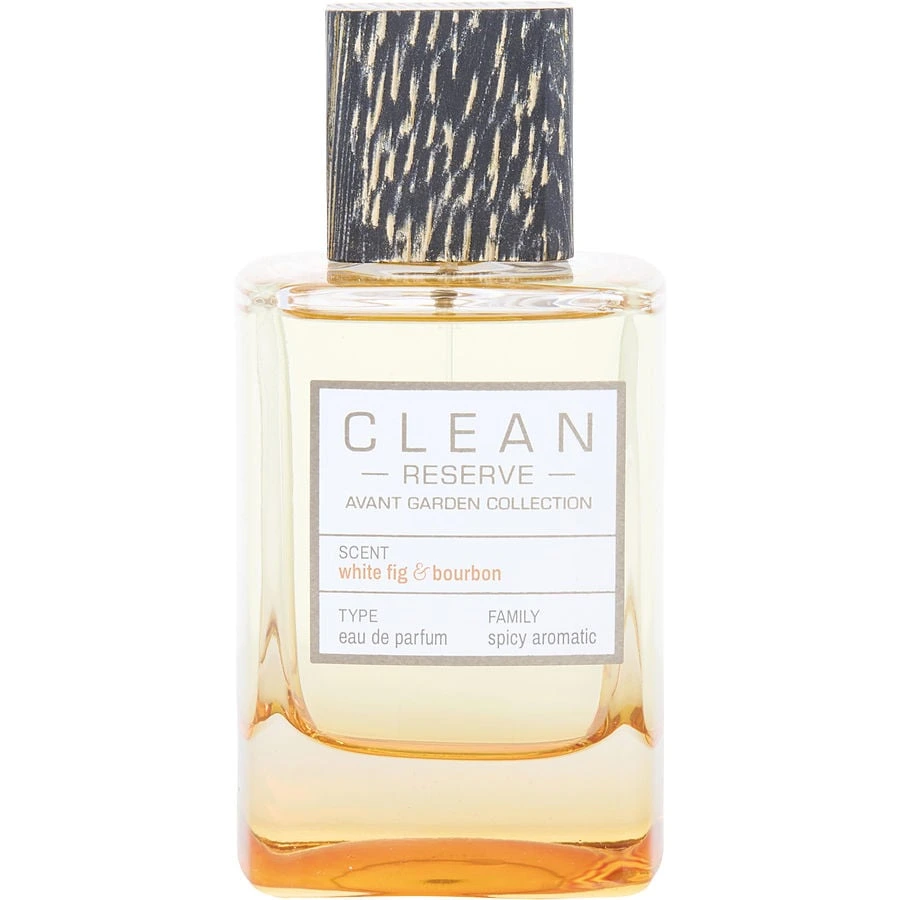 CLEAN
— RESERVE —
AVANT GARDEN COLLECTION
SCENT
white fig & bourbon
TYPE
eau de parfum
FAMILY
spicy aromatic